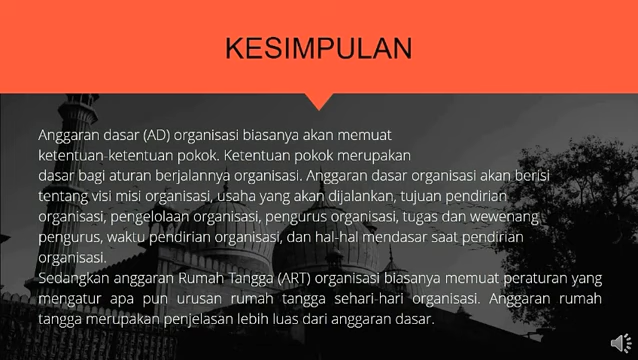 KESIMPULAN
Anggaran dasar (AD) organisasi biasanya akan memuat
ketentuan-ketentuan pokok. Ketentuan pokok merupakan
dasar bagi aturan berjalannya organisasi. Anggaran dasar organisasi akan berisi
tentang visi misi organisasi, usaha yang akan dijalankan, tujuan pendirian
organisasi, pengelolaan organisasi, pengurus organisasi, tugas dan wewenang
pengurus, waktu pendirian organisasi, dan hal-hal mendasar saat pendirian
organisasi.
Sedangkan anggaran Rumah Tangga (ART) organisasi biasanya memuat peraturan yang
mengatur apa pun urusan rumah tangga sehari-hari organisasi. Anggaran rumah
tangga merupakan penjelasan lebih luas dari anggaran dasar.